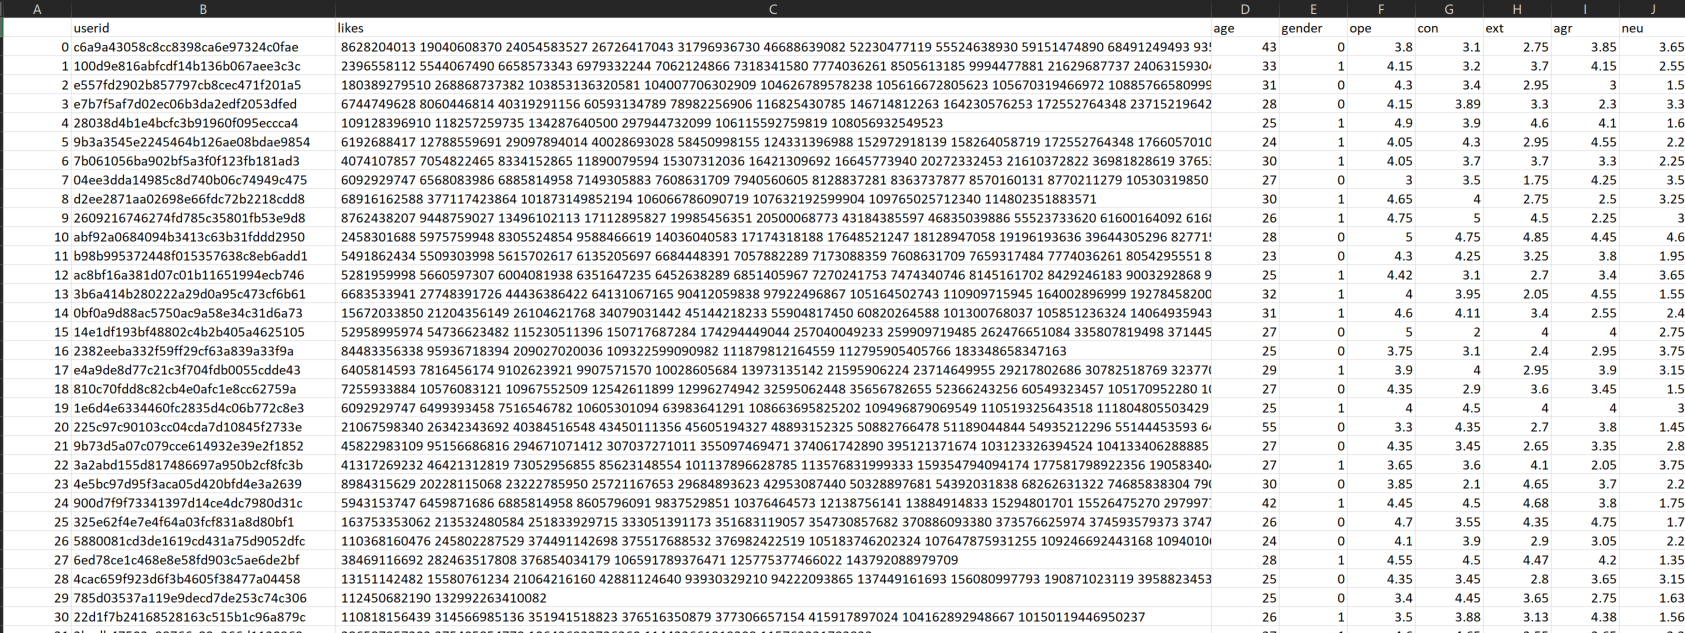 A B C D E F G H I J
userid likes age gender ope con ext agr neu
0 c6a9a43058c8cc8398ca6e97324c0fae 8628204013 19040608370 24054583527 26726417043 31796936730 46688639082 52230477119 55524638930 59151474890 68491249493 935 43 0 3.8 3.1 2.75 3.85 3.65
1 100d9e816abfcdf14b136b067aee3c3c 2396558112 5544067490 6658573343 6979332244 7062124866 7318341580 7774036261 8505613185 9994477881 21629687737 2406315930 33 1 4.15 3.2 3.7 4.15 2.55
2 e557fd2902b857797cb8cec471f201a5 180389279510 268868737382 103853136320581 104007706302909 104626789578238 105616672805623 105670319466972 10885766580999 31 0 4.3 3.4 2.95 3 1.5
3 e7b7f5af7d02ec06b3da2edf2053dfed 6744749628 8060446814 40319291156 60593134789 78982256906 116825430785 146714812263 164230576253 172552764348 23715219642 28 0 4.15 3.89 3.3 2.3 3.3
4 28038d4b1e4bcfc3b91960f095eccca4 109128396910 118257259735 134287640500 297944732099 106115592759819 108056932549523 25 1 4.9 3.9 4.6 4.1 1.6
5 9b3a3545e2245464b126ae08bdae9854 6192688417 12788559691 29097894014 40028693028 58450998155 124331396988 152972918139 158264058719 172552764348 1766057010 24 1 4.05 4.3 2.95 4.55 2.2
6 7b061056ba902bf5a3f0f123fb181ad3 4074107857 7054822465 8334152865 11890079594 15307312036 16421309692 16645773940 20272332453 21610372822 36981828619 3765 30 1 4.05 3.7 3.7 3.3 2.25
7 04ee3dda14985c8d740b06c74949c475 6092929747 6568083986 6885814958 7149305883 7608631709 7940560605 8128837281 8363737877 8570160131 8770211279 10530319850 27 0 3 3.5 1.75 4.25 3.5
8 d2ee2871aa02698e66fdc72b2218cdd8 68916162588 377117423864 101873149852194 106066786090719 107632192599904 109765025712340 114802351883571 30 1 4.65 4 2.75 2.5 3.25
9 2609216746274fd785c35801fb53e9d8 8762438207 9448759027 13496102113 17112895827 19985456351 20500068773 43184385597 46835039886 55523733620 61600164092 616 26 1 4.75 5 4.5 2.25 3
10 abf92a0684094b3413c63b31fddd2950 2458301688 5975759948 8305524854 9588466619 14036040583 17174318188 17648521247 18128947058 19196193636 39644305296 82771 28 0 5 4.75 4.85 4.45 4.6
11 b98b995372448f015357638c8eb6add1 5491862434 5509303998 5615702617 6135205697 6684448391 7057882289 7173088359 7608631709 7659317484 7774036261 8054295551 8 23 0 4.3 4.25 3.25 3.8 1.95
12 ac8bf16a381d07c01b11651994ecb746 5281959998 5660597307 6004081938 6351647235 6452638289 6851405967 7270241753 7474340746 8145161702 8429246183 9003292868 9 25 1 4.42 3.1 2.7 3.4 3.65
13 3b6a414b280222a29d0a95c473cf6b61 6683533941 27748391726 44436386422 64131067165 90412059838 97922496867 105164502743 110909715945 164002896999 19278458200 32 1 4 3.95 2.05 4.55 1.55
14 0bf0a9d88ac5750ac9a58e34c31d6a73 15672033850 21204356149 26104621768 34079031442 45144218233 55904817450 60820264588 101300768037 105851236324 14064935943 31 1 4.6 4.11 3.4 2.55 2.4
15 14e1df193bf48802c4b2b405a4625105 52958995974 54736623482 115230511396 150717687284 174294449044 257040049233 259909719485 262476651084 335807819498 371445 27 0 5 2 4 4 2.75
16 2382eeba332f59ff29cf63a839a33f9a 84483356338 95936718394 209027020036 109322599090982 111879812164559 112795905405766 183348658347163 25 0 3.75 3.1 2.4 2.95 3.75
17 e4a9de8d77c21c3f704fdb0055cdde43 6405814593 7816456174 9102623921 9907571570 10028605684 13973135142 21595906224 23714649955 29217802686 30782518769 32377 29 1 3.9 4 2.95 3.9 3.15
18 810c70fdd8c82cb4e0afc1e8cc62759a 7255933884 10576083121 10967552509 12542611899 12996274942 32595062448 35656782655 52366243256 60549323457 105170952280 10 27 0 4.35 2.9 3.6 3.45 1.5
19 1e6d4e6334460fc2835d4c06b772c8e3 6092929747 6499393458 7516546782 10605301094 63983641291 108663695825202 109496879069549 110519325643518 111804805503429 25 1 4 4.5 4 4 3
20 225c97c90103cc04cda7d10845f2733e 21067598340 26342343692 40384516548 43450111356 45605194327 48893152325 50882766478 51189044844 54935212296 55144453593 6 55 0 3.3 4.35 2.7 3.8 1.45
21 9b73d5a07c079cce614932e39e2f1852 45822983109 95156686816 294671071412 307037271011 355097469471 374061742890 395121371674 103123326394524 104133406288885 27 0 4.35 3.45 2.65 3.35 2.8
22 3a2abd155d817486697a950b2cf8fc3b 41317269232 46421312819 73052956855 85623148554 101137896628785 113576831999333 159354794094174 177581798922356 19058340 27 1 3.65 3.6 4.1 2.05 3.75
23 4e5bc97d95f3aca05d420bfd4e3a2639 8984315629 20228115068 23222785950 25721167653 29684893623 42953087440 50328897681 54392031838 68262631322 74685838304 790 30 0 3.85 2.1 4.65 3.7 2.2
24 900d7f9f73341397d14ce4dc7980d31c 5943153747 6459871686 6885814958 8605796091 9837529851 10376464573 12138756141 13884914833 15294801701 15526475270 297997 42 1 4.45 4.5 4.68 3.8 1.75
25 325e62f4e7e4f64a03fcf831a8d80bf1 163753353062 213532480584 251833929715 333051391173 351683119057 354730857682 370886093380 373576625974 374593579373 3747 26 0 4.7 3.55 4.35 4.75 1.7
26 5880081cd3de1619cd431a75d9052dfc 110368160476 245802287529 374491142698 375517688532 376982422519 105183746202324 107647875931255 109246692443168 10940106 24 0 4.1 3.9 2.9 3.05 2.2
27 6ed78ce1c468e8e58fd903c5ae6de2bf 38469116692 282463517808 376854034179 106591789376471 125775377466022 143792088979709 28 1 4.55 4.5 4.47 4.2 1.35
28 4cac659f923d6f3b4605f38477a04458 13151142482 15580761234 21064216160 42881124640 93930329210 94222093865 137449161693 156080997793 190871023119 3958823453 25 0 4.35 3.45 2.8 3.65 3.15
29 785d03537a119e9decd7de253c74c306 112450682190 132992263410082 25 0 3.4 4.45 3.65 2.75 1.63
30 22d1f7b24168528163c515b1c96a879c 110818156439 314566985136 351941518823 376516350879 377306657154 415917897024 104162892948667 10150119446950237 26 1 3.5 3.88 3.13 4.38 1.56